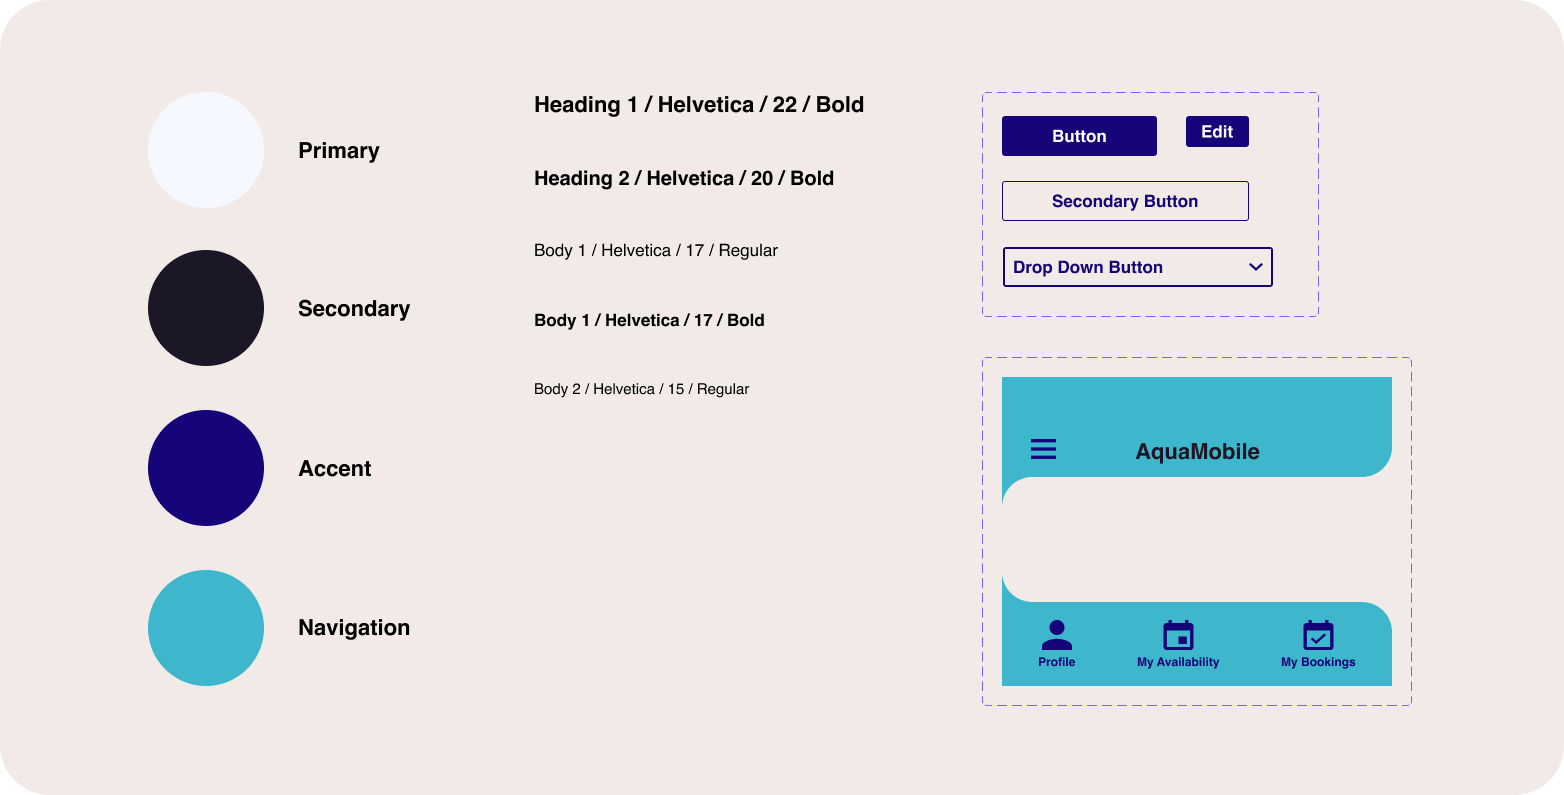 Primary
Secondary
Accent
Navigation
Heading 1 / Helvetica / 22 / Bold
Heading 2 / Helvetica / 20 / Bold
Body 1 / Helvetica / 17 / Regular
Body 1 / Helvetica / 17 / Bold
Body 2 / Helvetica / 15 / Regular
Button
Edit
Secondary Button
Drop Down Button
AquaMobile
Profile
My Availability
My Bookings